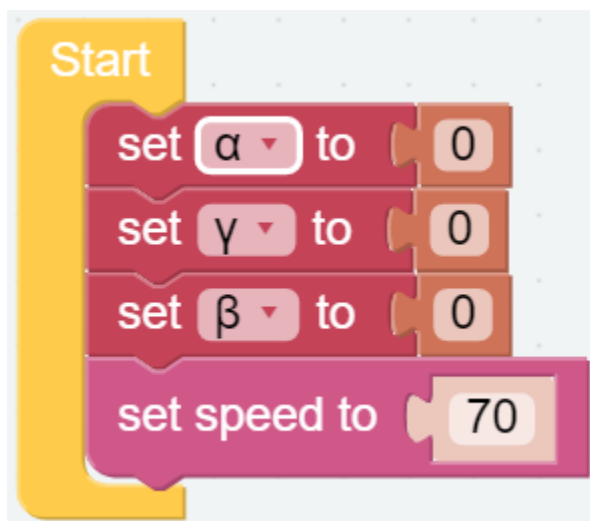 Start
set α to 0
set γ to 0
set β to 0
set speed to 70